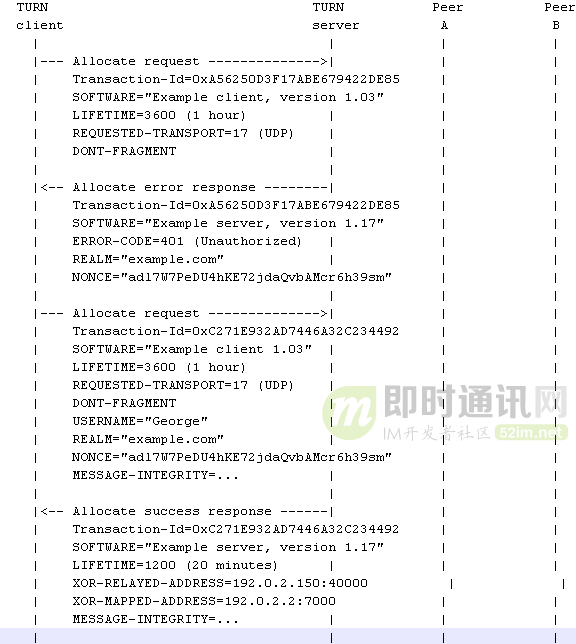 TURN                                 TURN           Peer          Peer
client                               server         A             B
|--- Allocate request -------------->|
Transaction-Id=0xA56250D3F17ABE679422DE85
SOFTWARE="Example client, version 1.03"
LIFETIME=3600 (1 hour)
REQUESTED-TRANSPORT=17 (UDP)
DONT-FRAGMENT
|<-- Allocate error response --------|
Transaction-Id=0xA56250D3F17ABE679422DE85
SOFTWARE="Example server, version 1.17"
ERROR-CODE=401 (Unauthorized)
REALM="example.com"
NONCE="adl7W7PeDU4hKE72jdaQvbAMcr6h39sm"
|--- Allocate request -------------->|
Transaction-Id=0xC271E932AD7446A32C234492
SOFTWARE="Example client 1.03"
LIFETIME=3600 (1 hour)
REQUESTED-TRANSPORT=17 (UDP)
DONT-FRAGMENT
USERNAME="George"
REALM="example.com"
NONCE="adl7W7PeDU4hKE72jdaQvbAMcr6h39sm"
MESSAGE-INTEGRITY=...
|<-- Allocate success response ------|
Transaction-Id=0xC271E932AD7446A32C234492
SOFTWARE="Example server, version 1.17"
LIFETIME=1200 (20 minutes)
XOR-RELAYED-ADDRESS=192.0.2.150:40000
XOR-MAPPED-ADDRESS=192.0.2.2:7000
MESSAGE-INTEGRITY=...
即时通讯网
IM开发者社区 52im.net